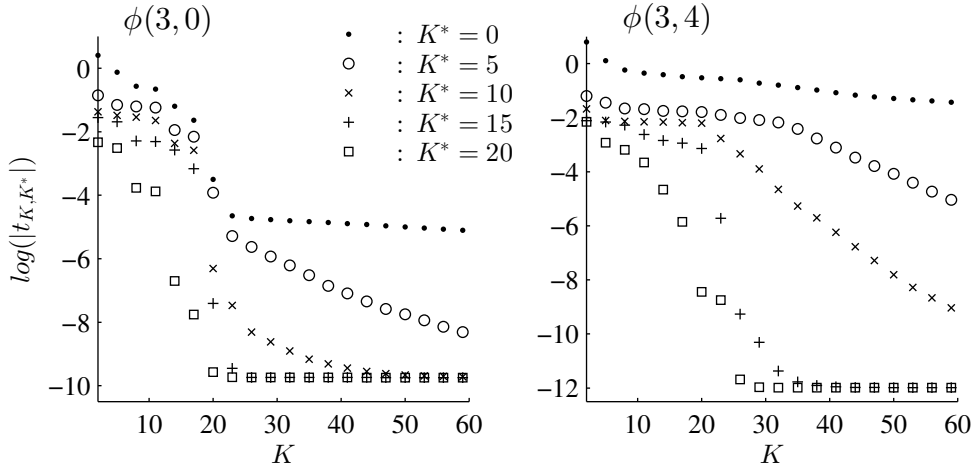 ϕ(3, 0)
: K* = 0
: K* = 5
: K* = 10
: K* = 15
: K* = 20
log(|t_{K,K*}|)
0
−2
−4
−6
−8
−10
10 20 30 40 50 60
K
ϕ(3, 4)
0
−2
−4
−6
−8
−10
−12
10 20 30 40 50 60
K